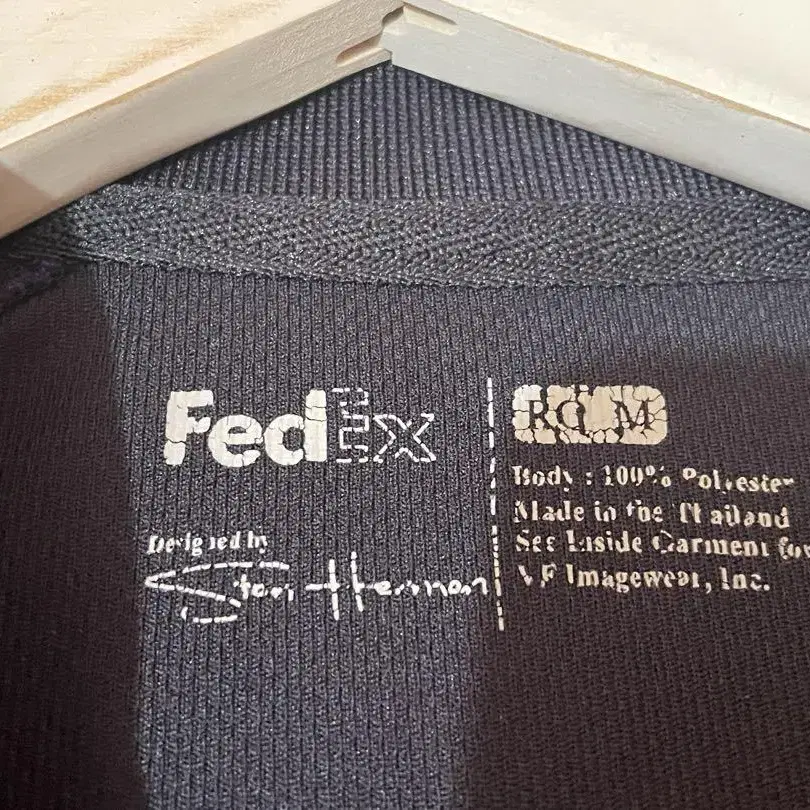 FedEx
Designed by
Stan Herman
RG M
Body : 100% Polyester
Made in the Thailand
See Inside Garment for
VF Imagewear, Inc.